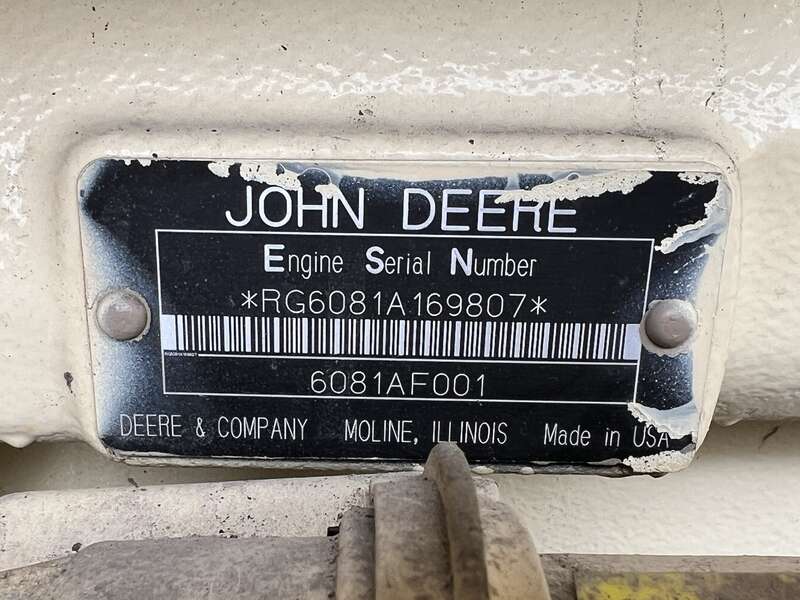 JOHN DEERE
Engine Serial Number
*RG6081A169807*
6081AF001
DEERE & COMPANY MOLINE, ILLINOIS Made in USA